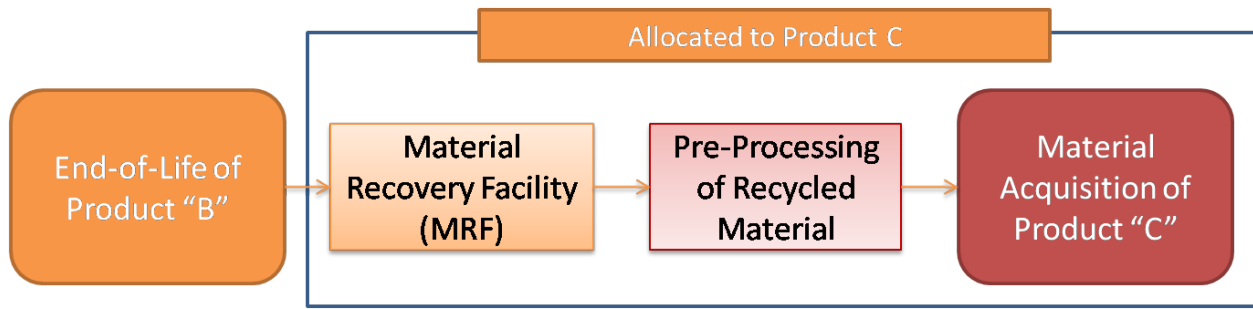 Allocated to Product C
End-of-Life of
Product “B”
Material
Recovery Facility
(MRF)
Pre-Processing
of Recycled
Material
Material
Acquisition of
Product “C”